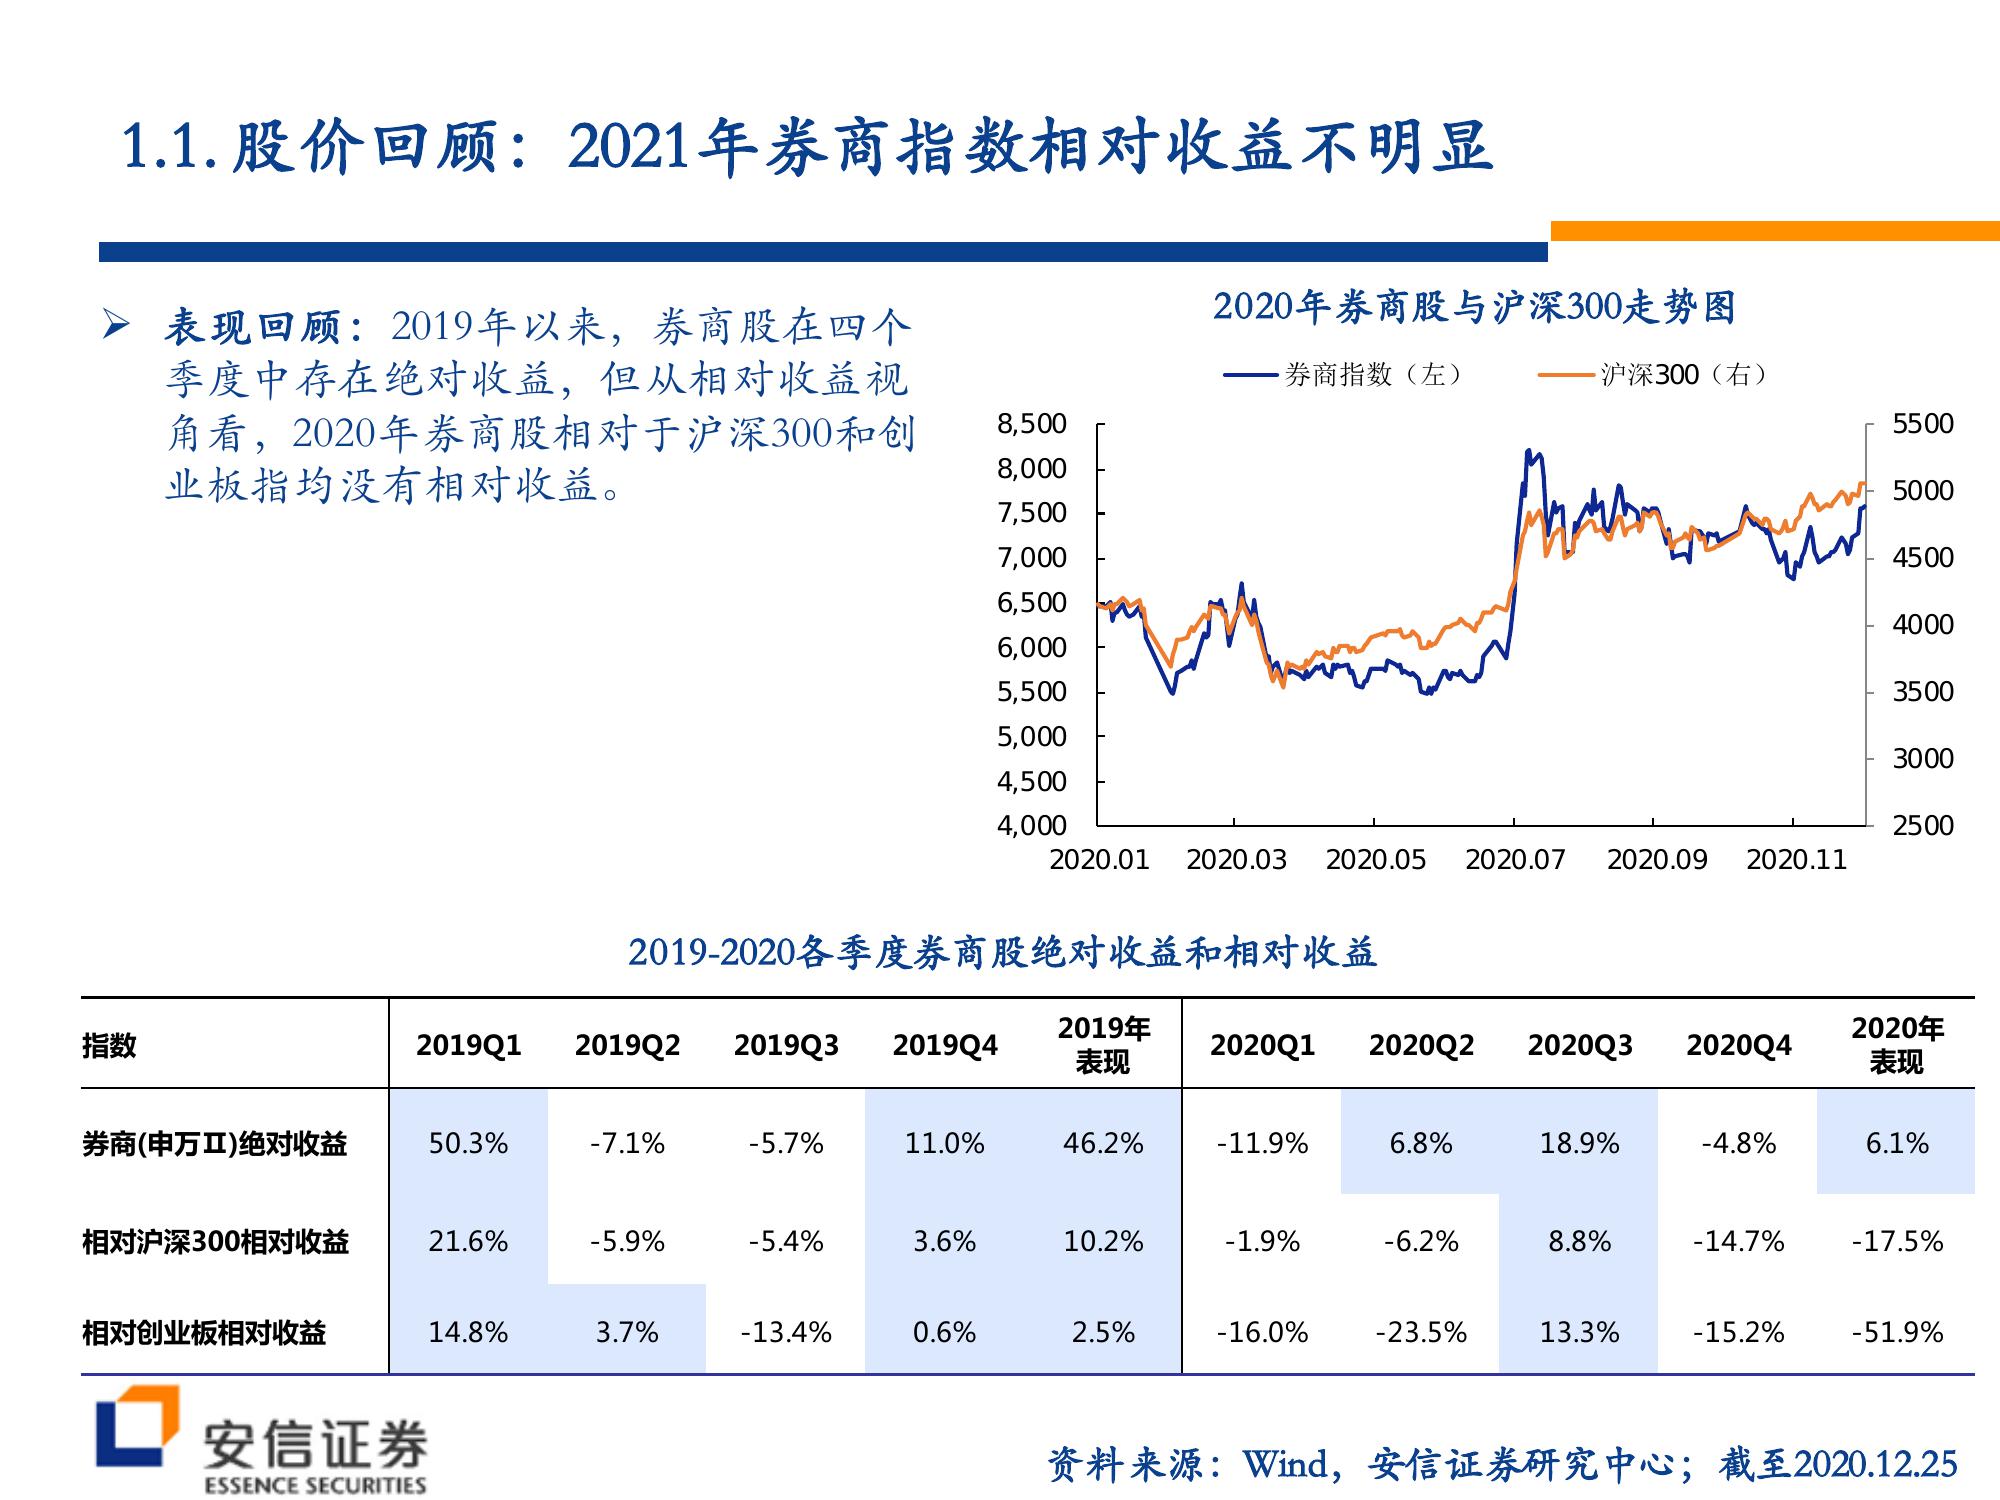 1.1.股价回顾：2021年券商指数相对收益不明显
➢ 表现回顾：2019年以来，券商股在四个
季度中存在绝对收益，但从相对收益视
角看，2020年券商股相对于沪深300和创
业板指均没有相对收益。
2020年券商股与沪深300走势图
券商指数（左） 沪深300（右）
8,500 5500
8,000
7,500 5000
7,000 4500
6,500
6,000 4000
5,500 3500
5,000
4,500 3000
4,000 2500
2020.01 2020.03 2020.05 2020.07 2020.09 2020.11
2019-2020各季度券商股绝对收益和相对收益
指数 2019Q1 2019Q2 2019Q3 2019Q4 2019年表现 2020Q1 2020Q2 2020Q3 2020Q4 2020年表现
券商(申万Ⅱ)绝对收益 50.3% -7.1% -5.7% 11.0% 46.2% -11.9% 6.8% 18.9% -4.8% 6.1%
相对沪深300相对收益 21.6% -5.9% -5.4% 3.6% 10.2% -1.9% -6.2% 8.8% -14.7% -17.5%
相对创业板相对收益 14.8% 3.7% -13.4% 0.6% 2.5% -16.0% -23.5% 13.3% -15.2% -51.9%
安信证券
ESSENCE SECURITIES
资料来源：Wind，安信证券研究中心；截至2020.12.25